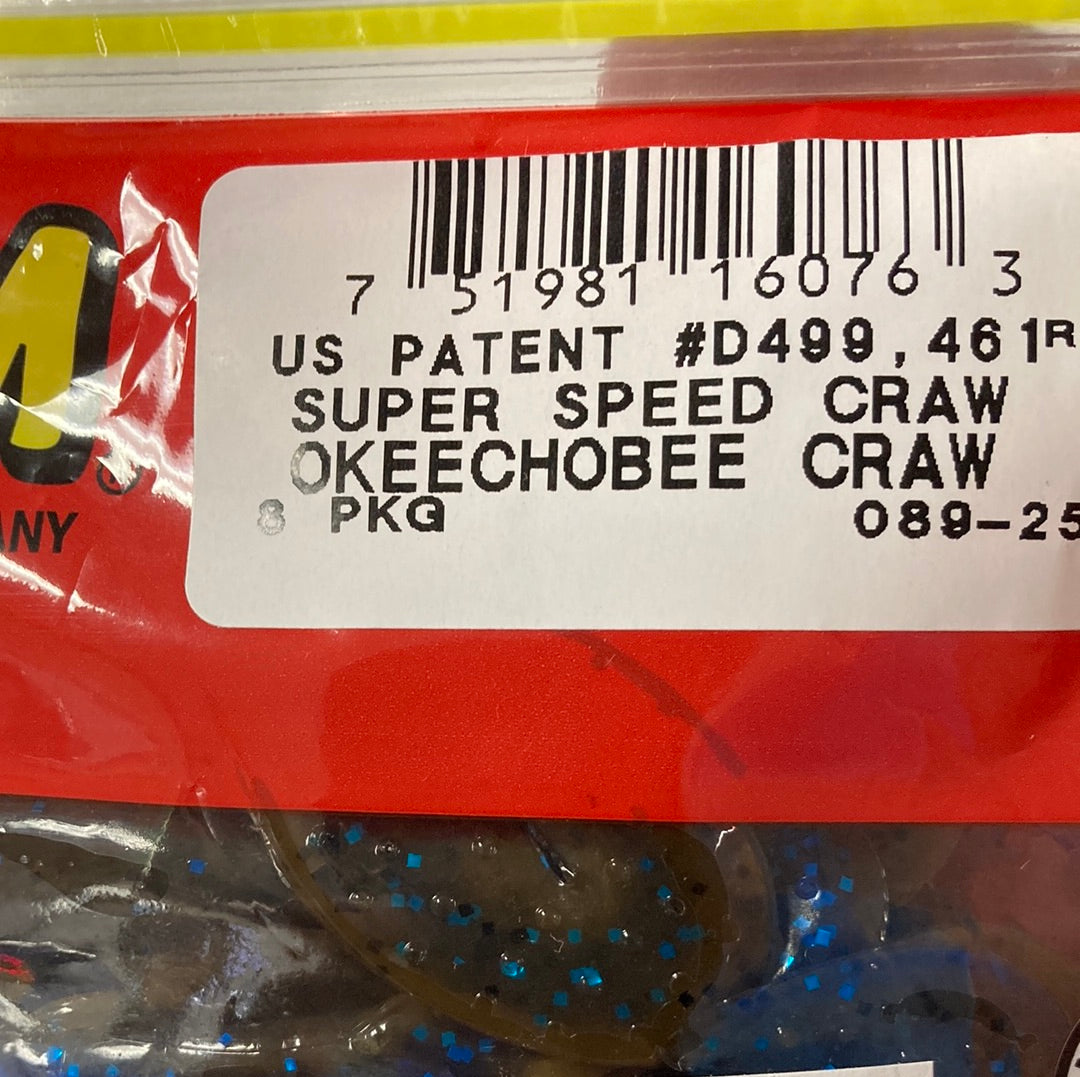 7 51981 16076 3
US PATENT #D499,461R
SUPER SPEED CRAW
OKEECHOBEE CRAW
8 PKG 089-25
ANY